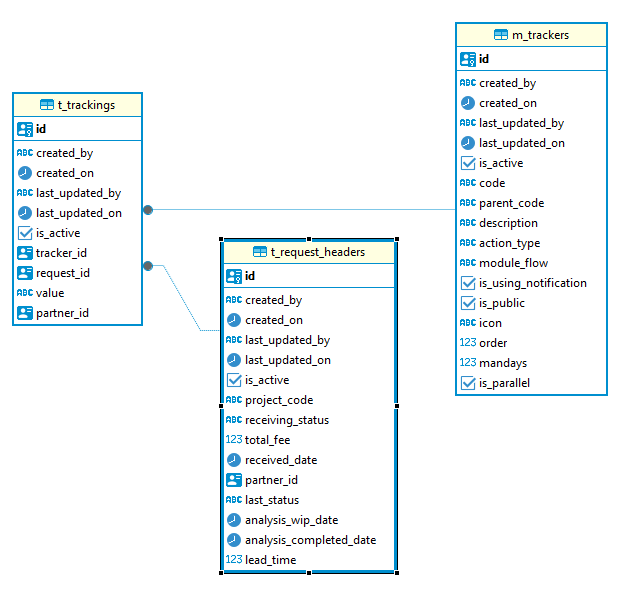 t_trackings
id
created_by
created_on
last_updated_by
last_updated_on
is_active
tracker_id
request_id
value
partner_id
t_request_headers
id
created_by
created_on
last_updated_by
last_updated_on
is_active
project_code
receiving_status
total_fee
received_date
partner_id
last_status
analysis_wip_date
analysis_completed_date
lead_time
m_trackers
id
created_by
created_on
last_updated_by
last_updated_on
is_active
code
parent_code
description
action_type
module_flow
is_using_notification
is_public
icon
order
mandays
is_parallel